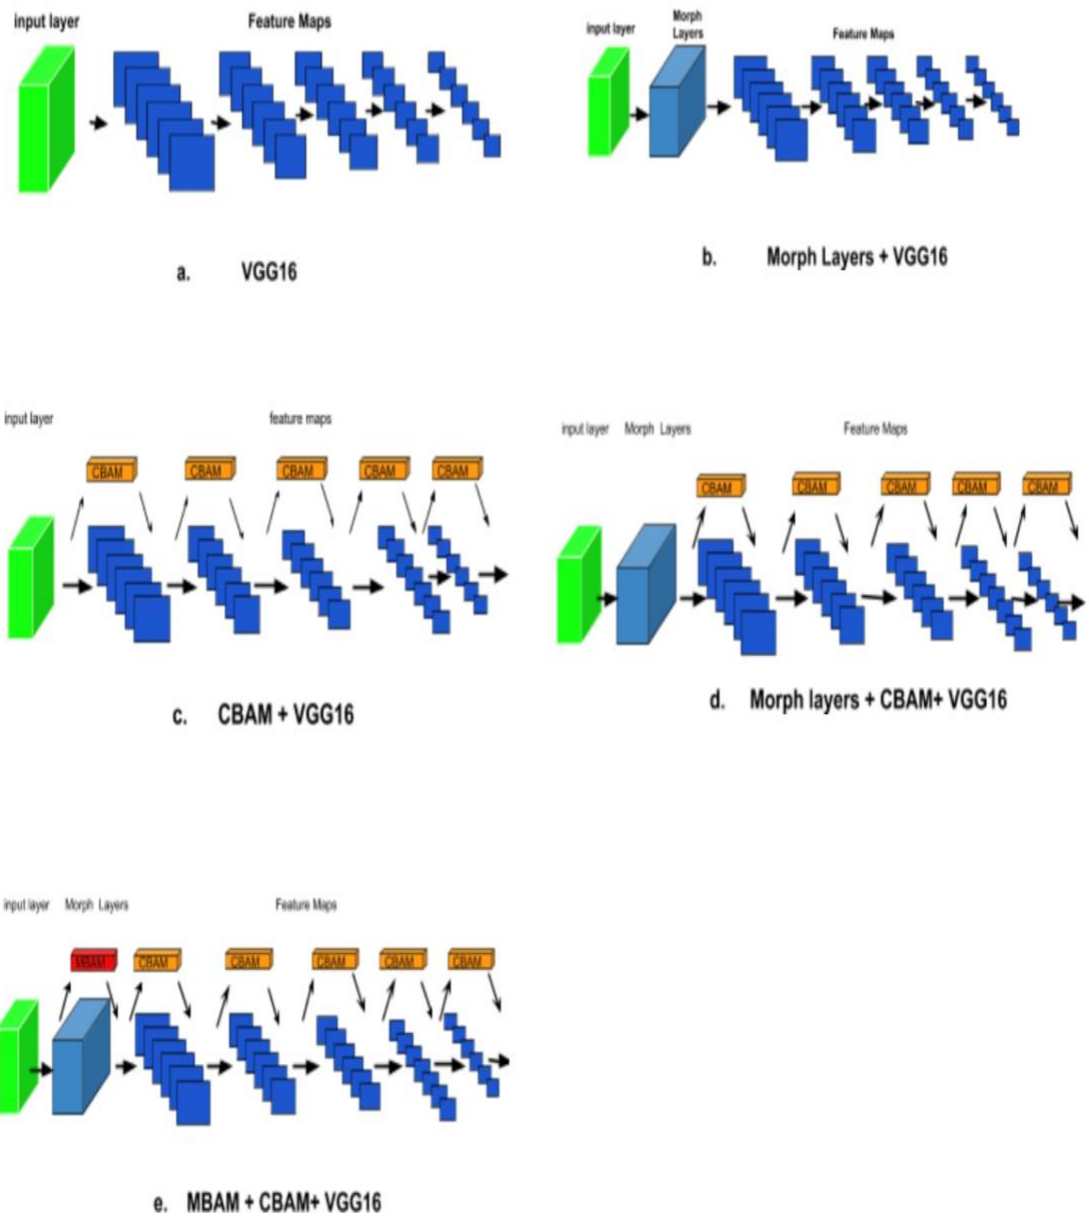 input layer Feature Maps
a. VGG16
input layer Morph Layers Feature Maps
b. Morph Layers + VGG16
input layer feature maps
CBAM CBAM CBAM CBAM CBAM
c. CBAM + VGG16
input layer Morph Layers Feature Maps
CBAM CBAM CBAM CBAM CBAM
d. Morph layers + CBAM+ VGG16
input layer Morph Layers Feature Maps
MBAM CBAM CBAM CBAM CBAM CBAM
e. MBAM + CBAM+ VGG16